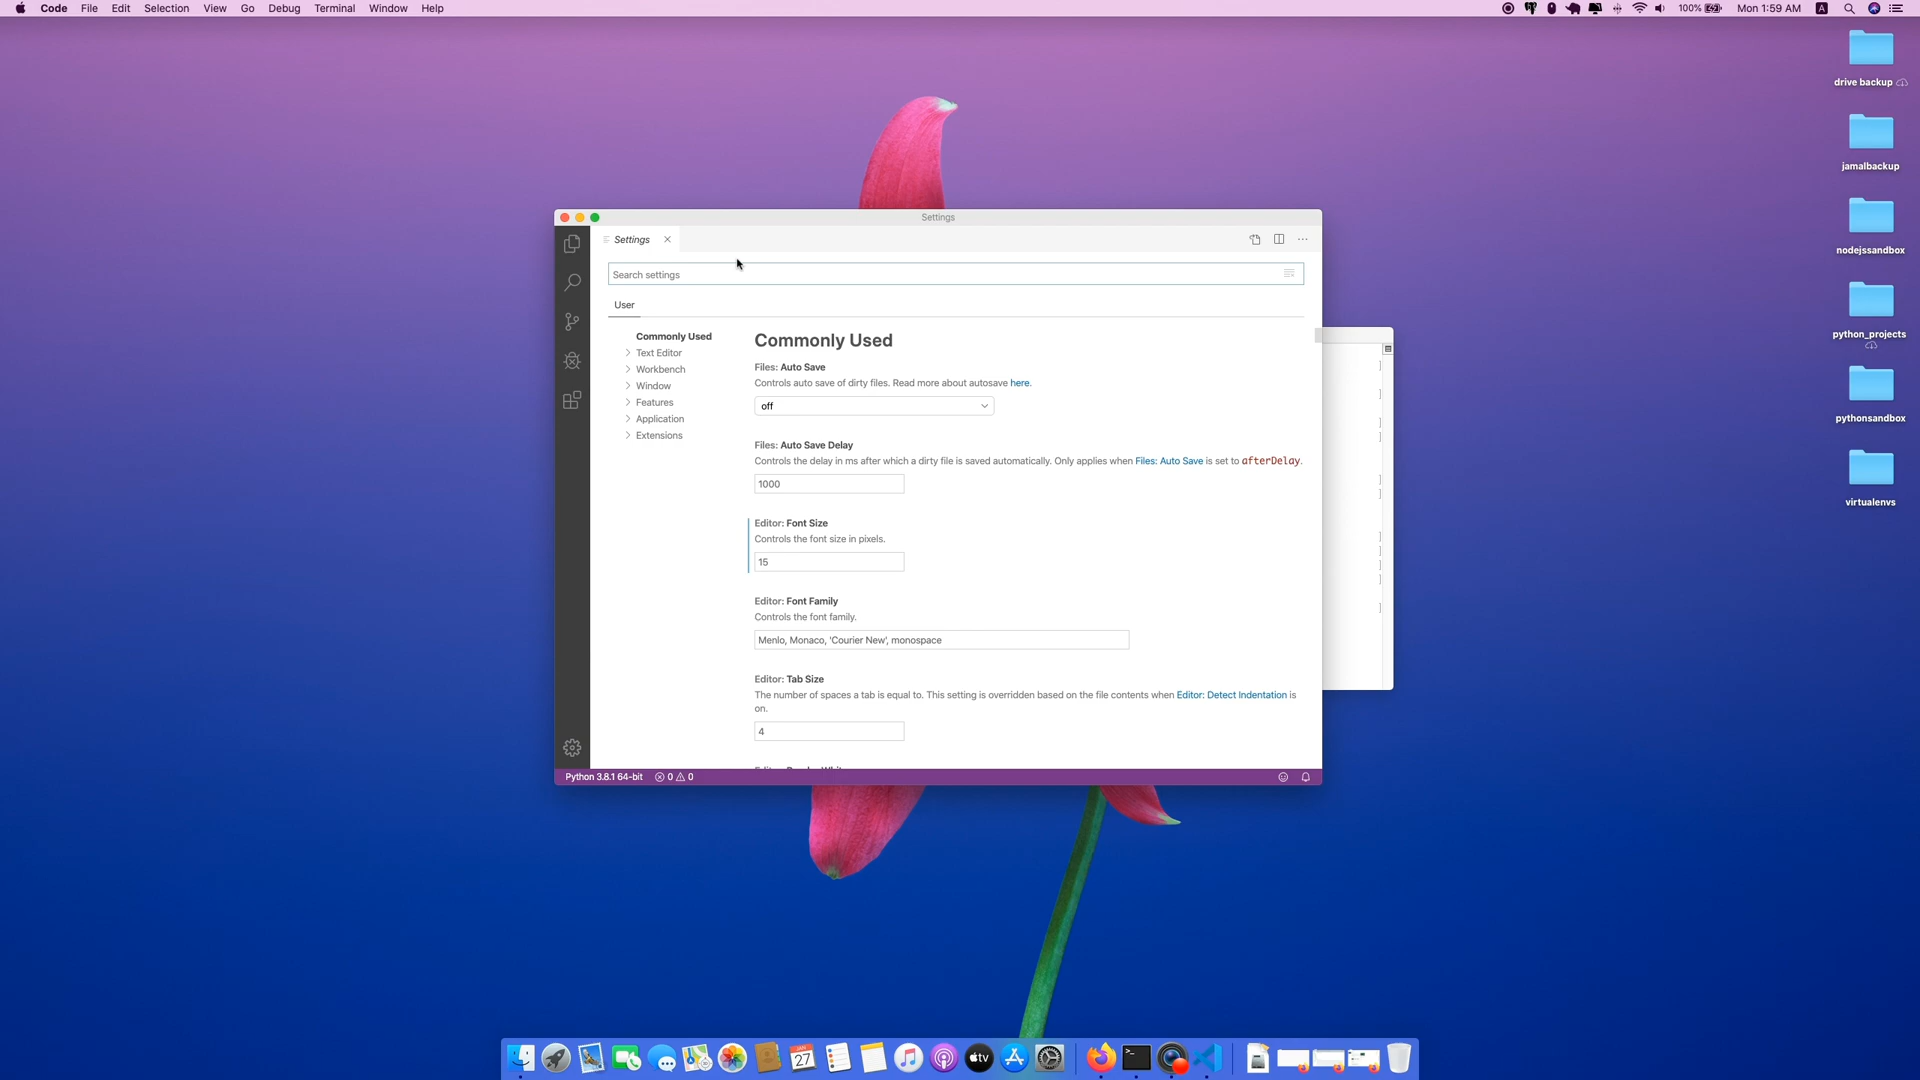 Code File Edit Selection View Go Debug Terminal Window Help
100% Mon 1:59 AM A
drive backup
jamalbackup
nodejssandbox
python_projects
pythonsandbox
virtualenvs
Settings
Settings
Search settings
User
Commonly Used
Text Editor
Workbench
Window
Features
Application
Extensions
Commonly Used
Files: Auto Save
Controls auto save of dirty files. Read more about autosave here.
off
Files: Auto Save Delay
Controls the delay in ms after which a dirty file is saved automatically. Only applies when Files: Auto Save is set to afterDelay.
1000
Editor: Font Size
Controls the font size in pixels.
15
Editor: Font Family
Controls the font family.
Menlo, Monaco, 'Courier New', monospace
Editor: Tab Size
The number of spaces a tab is equal to. This setting is overridden based on the file contents when Editor: Detect Indentation is
on.
4
Python 3.8.1 64-bit 0 0
JAN
27
tv